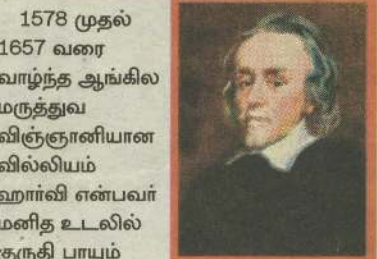 1578 முதல்
1657 வரை
வாழ்ந்த ஆங்கில
மருத்துவ
விஞ்ஞானியான
வில்லியம்
ஹார்வி என்பவர்
மனித உடலில்
குருதி பாயும்